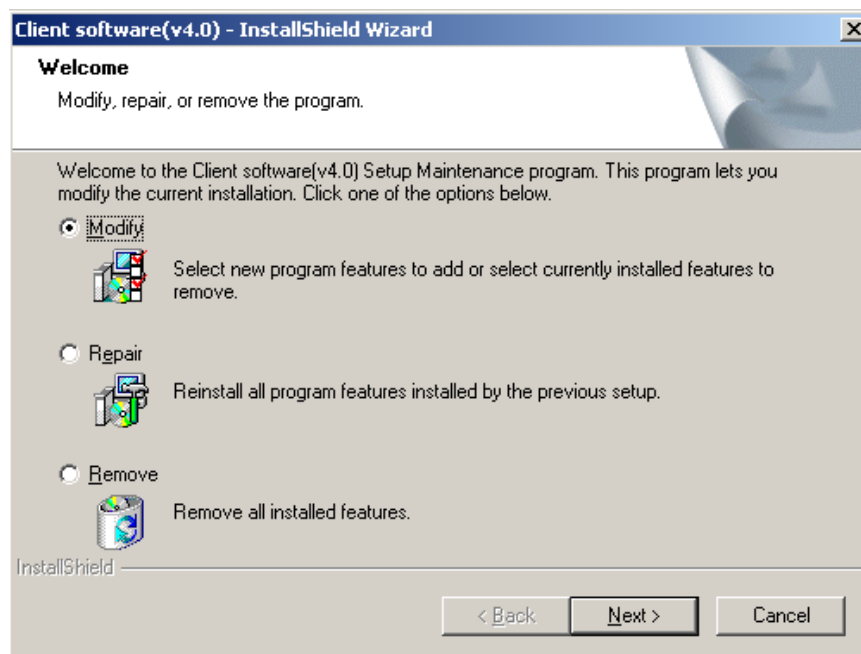 Client software(v4.0) - InstallShield Wizard
Welcome
Modify, repair, or remove the program.
Welcome to the Client software(v4.0) Setup Maintenance program. This program lets you
modify the current installation. Click one of the options below.
Modify
Select new program features to add or select currently installed features to
remove.
Repair
Reinstall all program features installed by the previous setup.
Remove
Remove all installed features.
InstallShield
< Back
Next >
Cancel